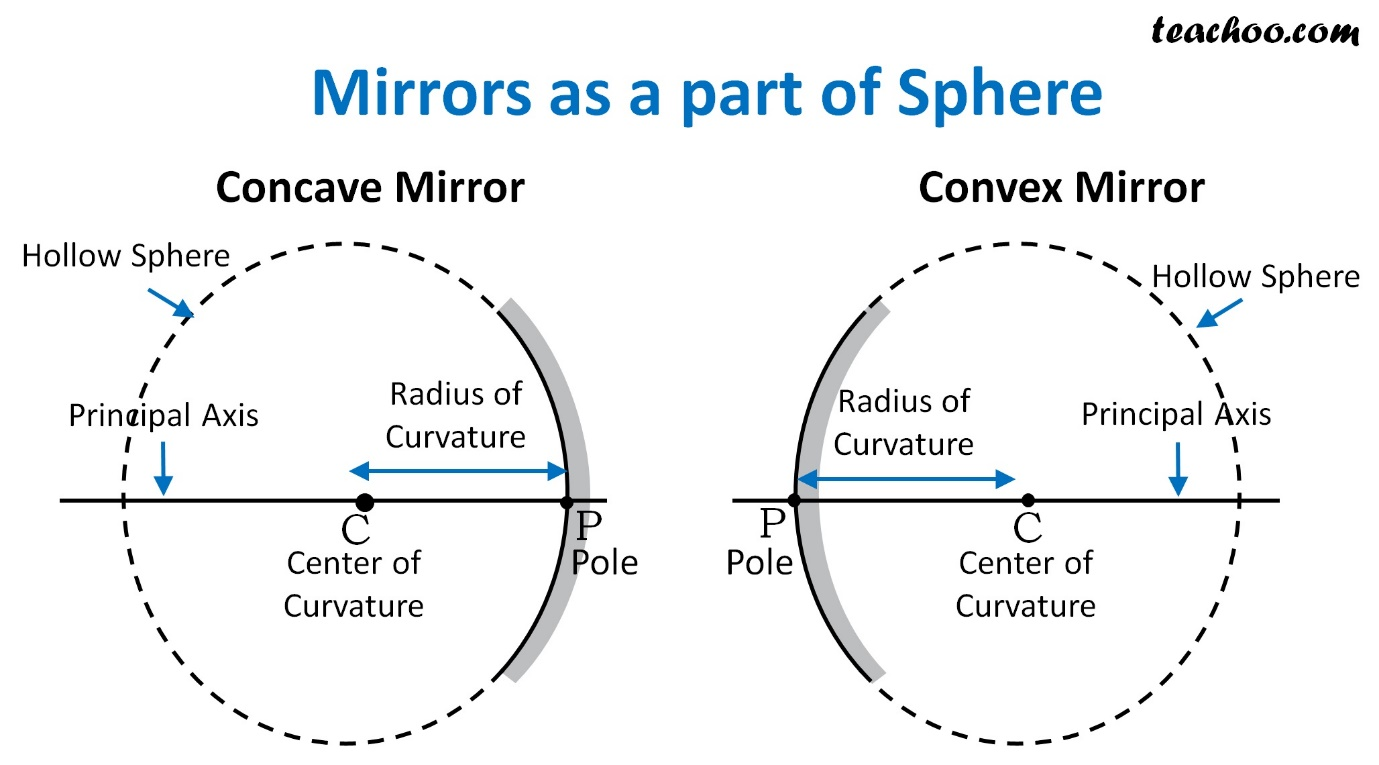 teachoo.com
Mirrors as a part of Sphere
Concave Mirror
Hollow Sphere
Principal Axis
Radius of
Curvature
C
Center of
Curvature
P
Pole
Convex Mirror
Hollow Sphere
Radius of
Curvature
Principal Axis
P
Pole
C
Center of
Curvature